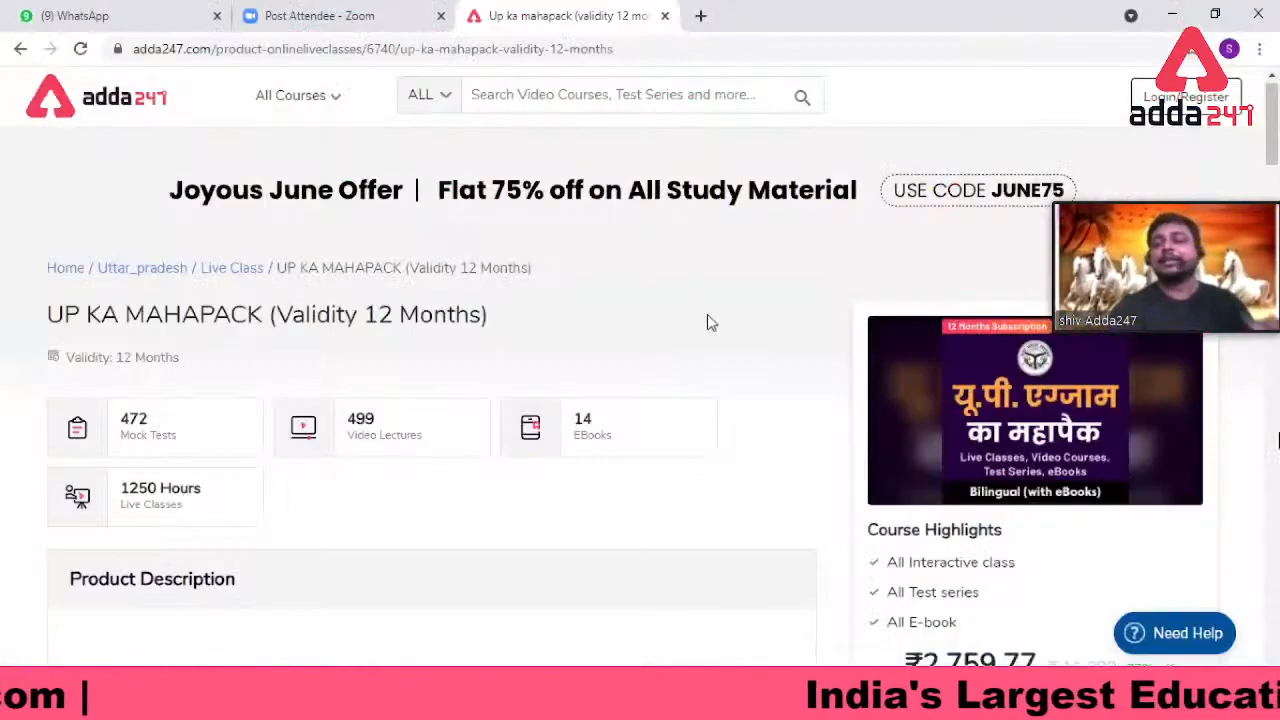 (9) WhatsApp
Post Attendee - Zoom
Up ka mahapack (validity 12 mo
adda247.com/product-onlineliveclasses/6740/up-ka-mahapack-validity-12-months
S
adda247
All Courses
ALL
Search Video Courses, Test Series and more...
Login/Register
adda247
Joyous June Offer | Flat 75% off on All Study Material
USE CODE JUNE75
Home / Uttar_pradesh / Live Class / UP KA MAHAPACK (Validity 12 Months)
shiv Adda247
UP KA MAHAPACK (Validity 12 Months)
Validity: 12 Months
12 Months Subscription
यू.पी. एग्जाम
का महापैक
Live Classes, Video Courses,
Test Series, eBooks
Bilingual (with eBooks)
472
Mock Tests
499
Video Lectures
14
EBooks
1250 Hours
Live Classes
Course Highlights
All Interactive class
All Test series
All E-book
₹2,759.77
Product Description
Need Help
com |
India's Largest Educati